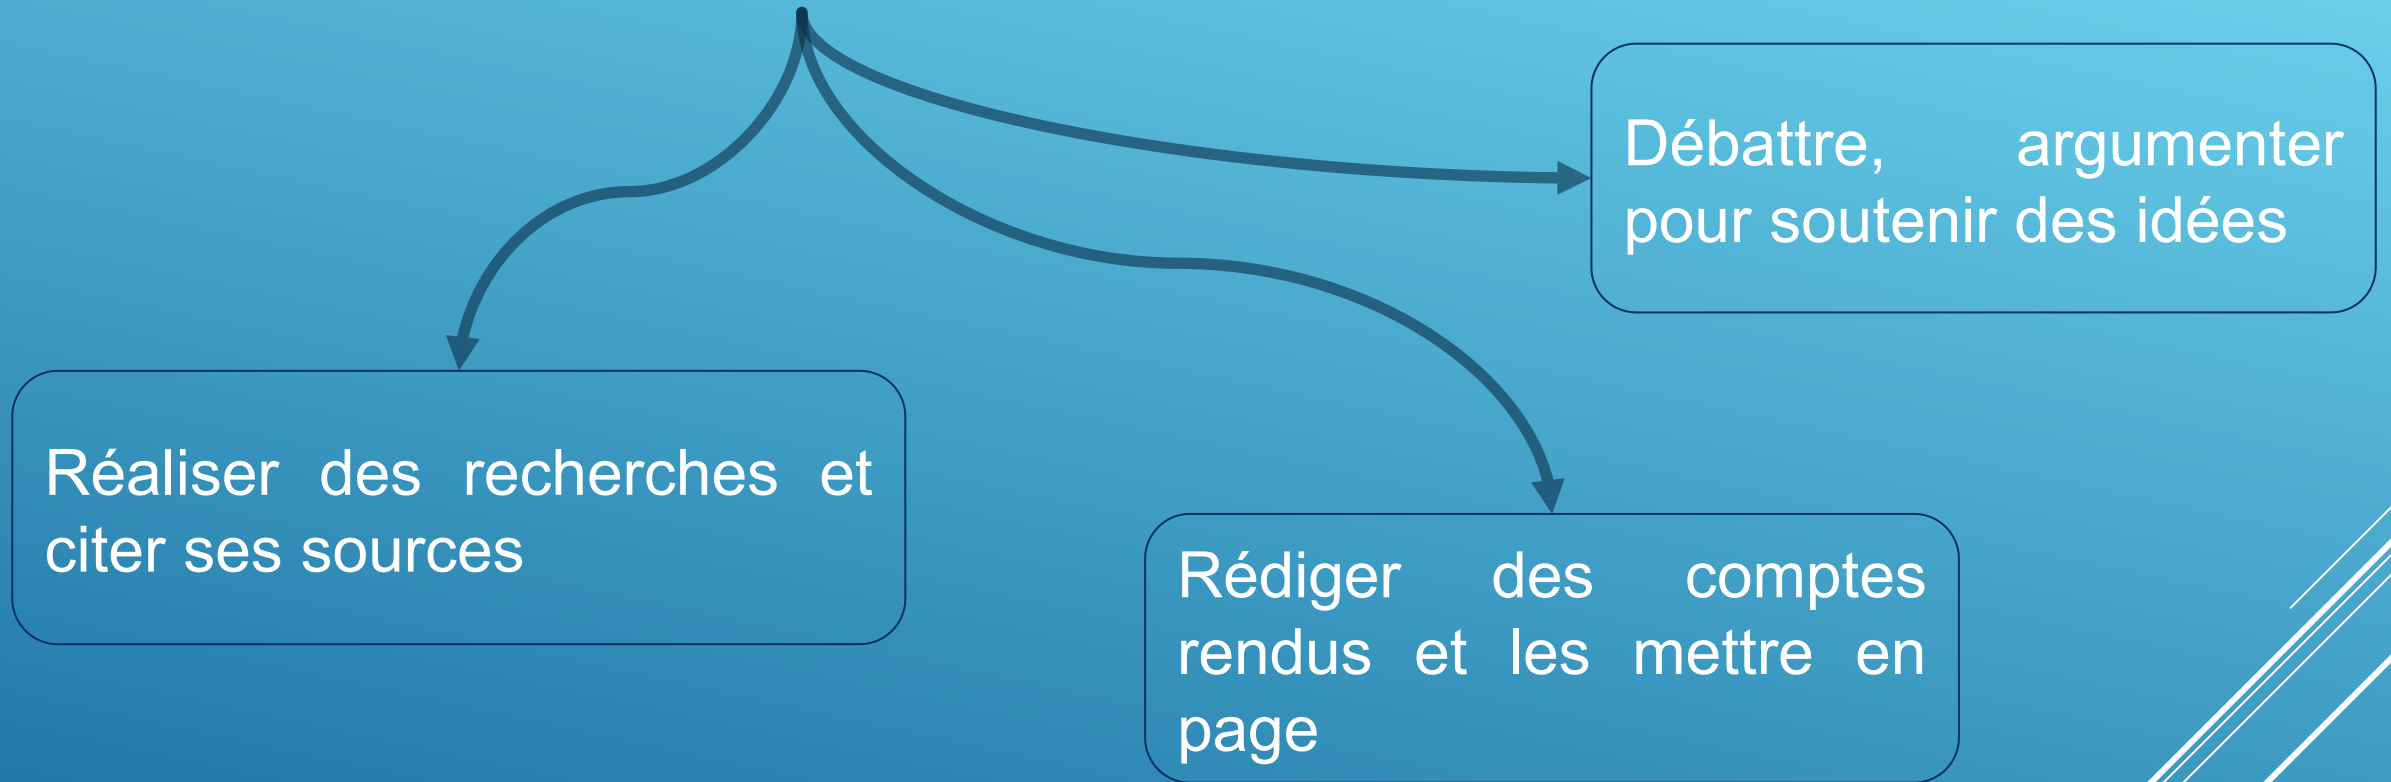 Débattre, argumenter
pour soutenir des idées
Réaliser des recherches et
citer ses sources
Rédiger des comptes
rendus et les mettre en
page